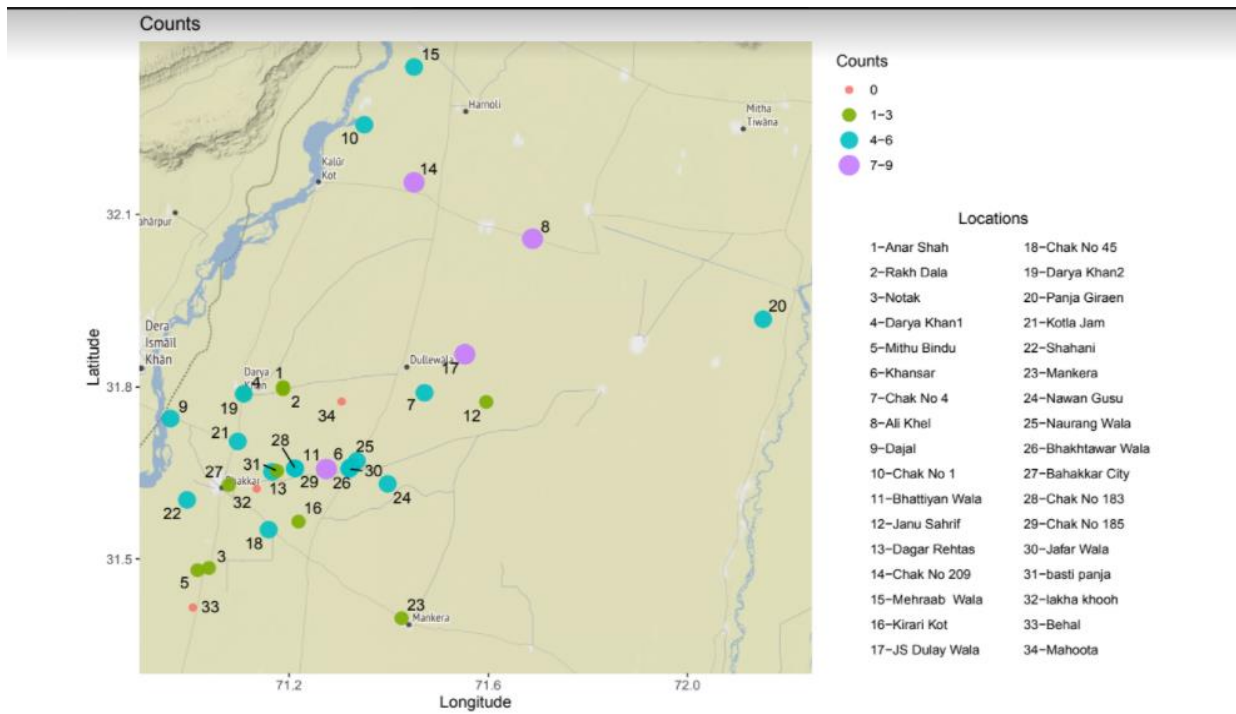 Counts
15
Hamoli
Mitha
Tiwāna
10
Kalūr
Kot
14
32.1
8
20
Dera
Ismāīl
Khān
Dullewāla
17
Darya
1
4
2
34
19
7
12
9
21
28
11
6
25
31
27
30
13
29
26
24
32
22
16
18
31.8
31.5
3
5
33
23
Mankera
71.2
71.6
72.0
Latitude
Longitude
Counts
0
1−3
4−6
7−9
Locations
1−Anar Shah
2−Rakh Dala
3−Notak
4−Darya Khan1
5−Mithu Bindu
6−Khansar
7−Chak No 4
8−Ali Khel
9−Dajal
10−Chak No 1
11−Bhattiyan Wala
12−Janu Sahrif
13−Dagar Rehtas
14−Chak No 209
15−Mehraab Wala
16−Kirari Kot
17−JS Dulay Wala
18−Chak No 45
19−Darya Khan2
20−Panja Giraen
21−Kotla Jam
22−Shahani
23−Mankera
24−Nawan Gusu
25−Naurang Wala
26−Bhakhtawar Wala
27−Bahakkar City
28−Chak No 183
29−Chak No 185
30−Jafar Wala
31−basti panja
32−lakha khooh
33−Behal
34−Mahoota